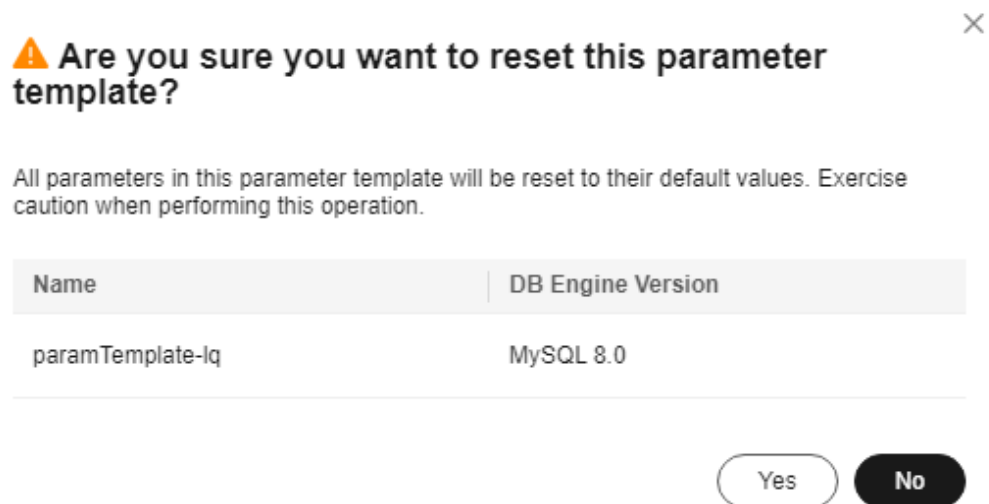 Are you sure you want to reset this parameter
template?
All parameters in this parameter template will be reset to their default values. Exercise
caution when performing this operation.
Name DB Engine Version
paramTemplate-lq MySQL 8.0
Yes No